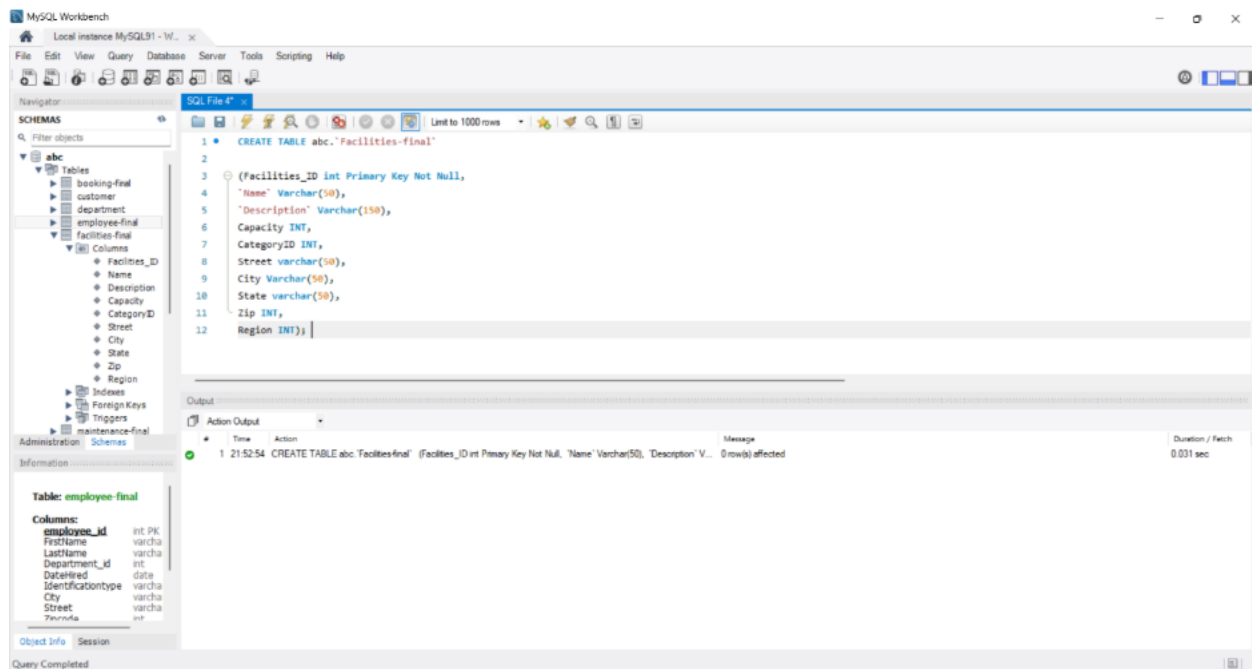 MySQL Workbench
Local instance MySQL91 - W... ×
File Edit View Query Database Server Tools Scripting Help
Navigator
SCHEMAS
Filter objects
abc
Tables
booking-final
customer
department
employee-final
facilities-final
Columns
Facilities_ID
Name
Description
Capacity
CategoryID
Street
City
State
Zip
Region
Indexes
Foreign Keys
Triggers
maintenance-final
Administration Schemas
Information
Table: employee-final
Columns:
employee_id int PK
FirstName varcha
LastName varcha
Department_id int
DateHired date
Identificationtype varcha
City varcha
Street varcha
Zipcode int
Object Info Session
SQL File 4* ×
Limit to 1000 rows
1 CREATE TABLE abc.`Facilities-final`
2
3 (Facilities_ID int Primary Key Not Null,
4 `Name` Varchar(50),
5 `Description` Varchar(150),
6 Capacity INT,
7 CategoryID INT,
8 Street varchar(50),
9 City Varchar(50),
10 State varchar(50),
11 Zip INT,
12 Region INT);
Output
Action Output
# Time Action Message Duration / Fetch
1 21:52:54 CREATE TABLE abc.`Facilities-final` (Facilities_ID int Primary Key Not Null, `Name` Varchar(50), `Description` V... 0 row(s) affected 0.031 sec
Query Completed